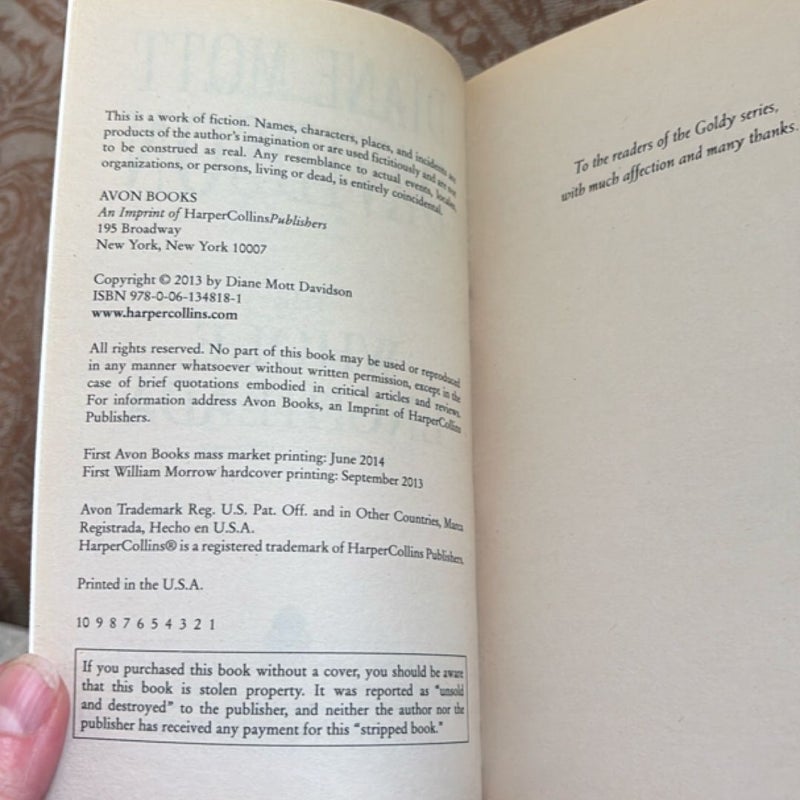 This is a work of fiction. Names, characters, places, and incidents are
products of the author's imagination or are used fictitiously and are not
to be construed as real. Any resemblance to actual events, locales,
organizations, or persons, living or dead, is entirely coincidental.
AVON BOOKS
An Imprint of HarperCollinsPublishers
195 Broadway
New York, New York 10007
Copyright © 2013 by Diane Mott Davidson
ISBN 978-0-06-134818-1
www.harpercollins.com
All rights reserved. No part of this book may be used or reproduced
in any manner whatsoever without written permission, except in the
case of brief quotations embodied in critical articles and reviews.
For information address Avon Books, an Imprint of HarperCollins
Publishers.
First Avon Books mass market printing: June 2014
First William Morrow hardcover printing: September 2013
Avon Trademark Reg. U.S. Pat. Off. and in Other Countries, Marca
Registrada, Hecho en U.S.A.
HarperCollins® is a registered trademark of HarperCollins Publishers.
Printed in the U.S.A.
10 9 8 7 6 5 4 3 2 1
If you purchased this book without a cover, you should be aware
that this book is stolen property. It was reported as "unsold
and destroyed" to the publisher, and neither the author nor the
publisher has received any payment for this "stripped book."
To the readers of the Goldy series,
with much affection and many thanks.